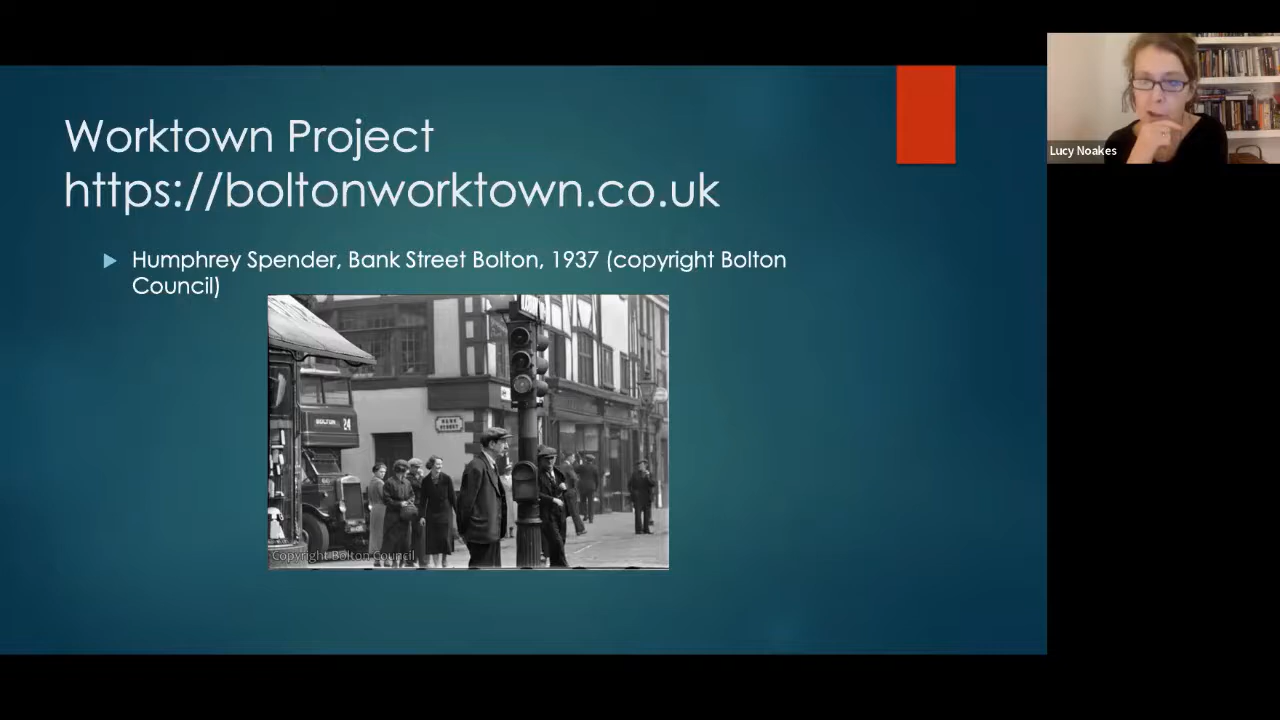 Worktown Project
https://boltonworktown.co.uk
Humphrey Spender, Bank Street Bolton, 1937 (copyright Bolton
Council)
BOLTON
24
BANK
STREET
Copyright Bolton Council
Lucy Noakes